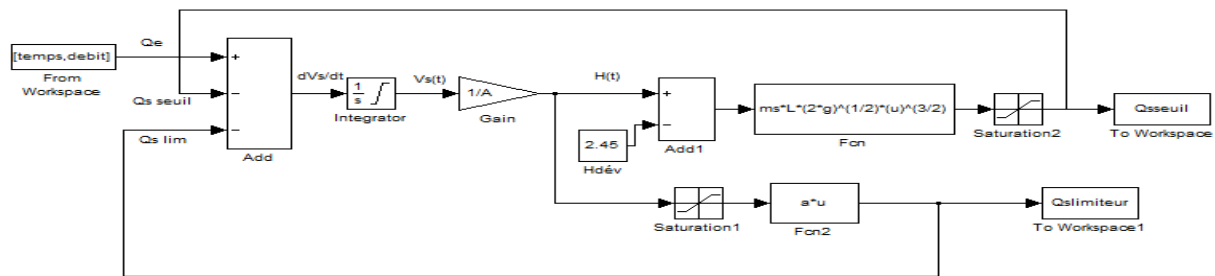 Qe
[temps,debit]
From
Workspace
Qs seuil
Qs lim
+
−
−
Add
dVs/dt
1
s
Integrator
Vs(t)
1/A
Gain
H(t)
2.45
Hdév
+
−
Add1
ms*L*(2*g)^(1/2)*(u)^(3/2)
Fcn
Saturation2
Qsseuil
To Workspace
Saturation1
a*u
Fcn2
Qslimiteur
To Workspace1